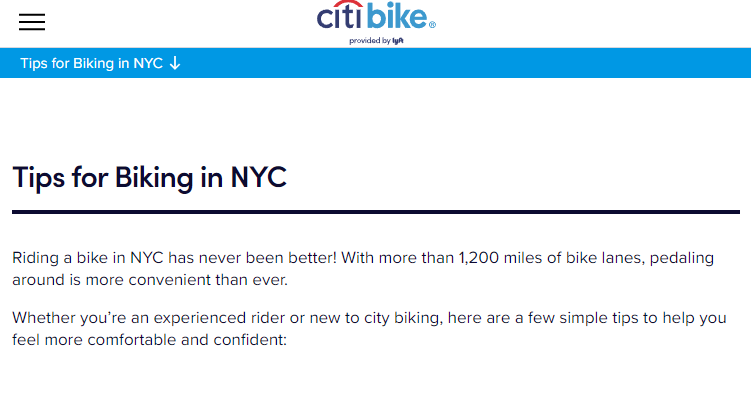 citi bike®
provided by lyft
Tips for Biking in NYC ↓
Tips for Biking in NYC
Riding a bike in NYC has never been better! With more than 1,200 miles of bike lanes, pedaling
around is more convenient than ever.
Whether you’re an experienced rider or new to city biking, here are a few simple tips to help you
feel more comfortable and confident: